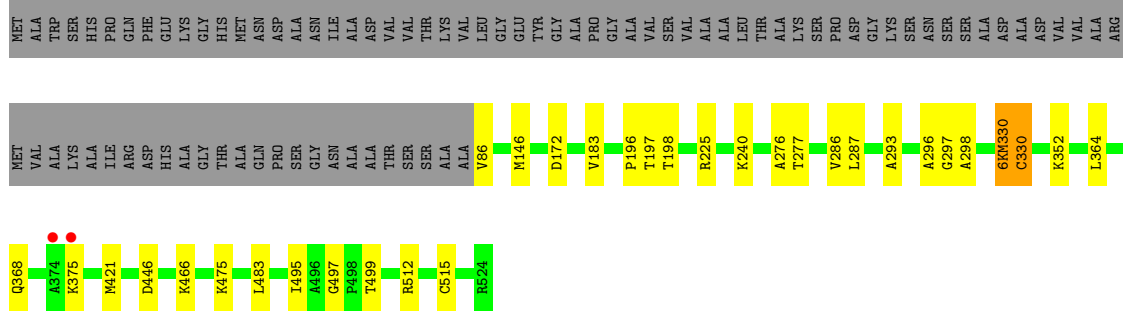 MET ALA TRP SER HIS PRO GLN PHE GLU LYS GLY HIS MET ASN ASP ALA ASN ILE ALA ASP VAL VAL THR LYS VAL LEU GLY GLU TYR GLY ALA PRO GLY ALA VAL SER VAL ALA ALA LEU THR ALA LYS SER PRO ASP GLY LYS SER ASN SER SER ALA ASP ALA ASP VAL VAL ALA ARG
MET VAL ALA LYS ALA ILE ARG ASP HIS ALA GLY THR ALA GLN PRO SER GLY ASN ALA ALA THR SER SER ALA ALA V86 M146 D172 V183 P196 T197 T198 R225 K240 A276 T277 V286 L287 A293 A296 G297 A298 6KM330 C330 K352 L364
Q368 A374 K375 M421 D446 K466 K475 L483 I495 A496 G497 P498 T499 R512 C515 R524